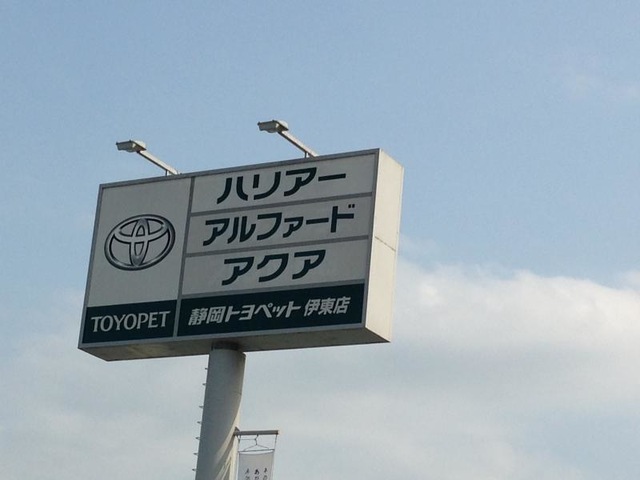 ハリアー
アルファード
アクア
TOYOPET
静岡トヨペット 伊東店